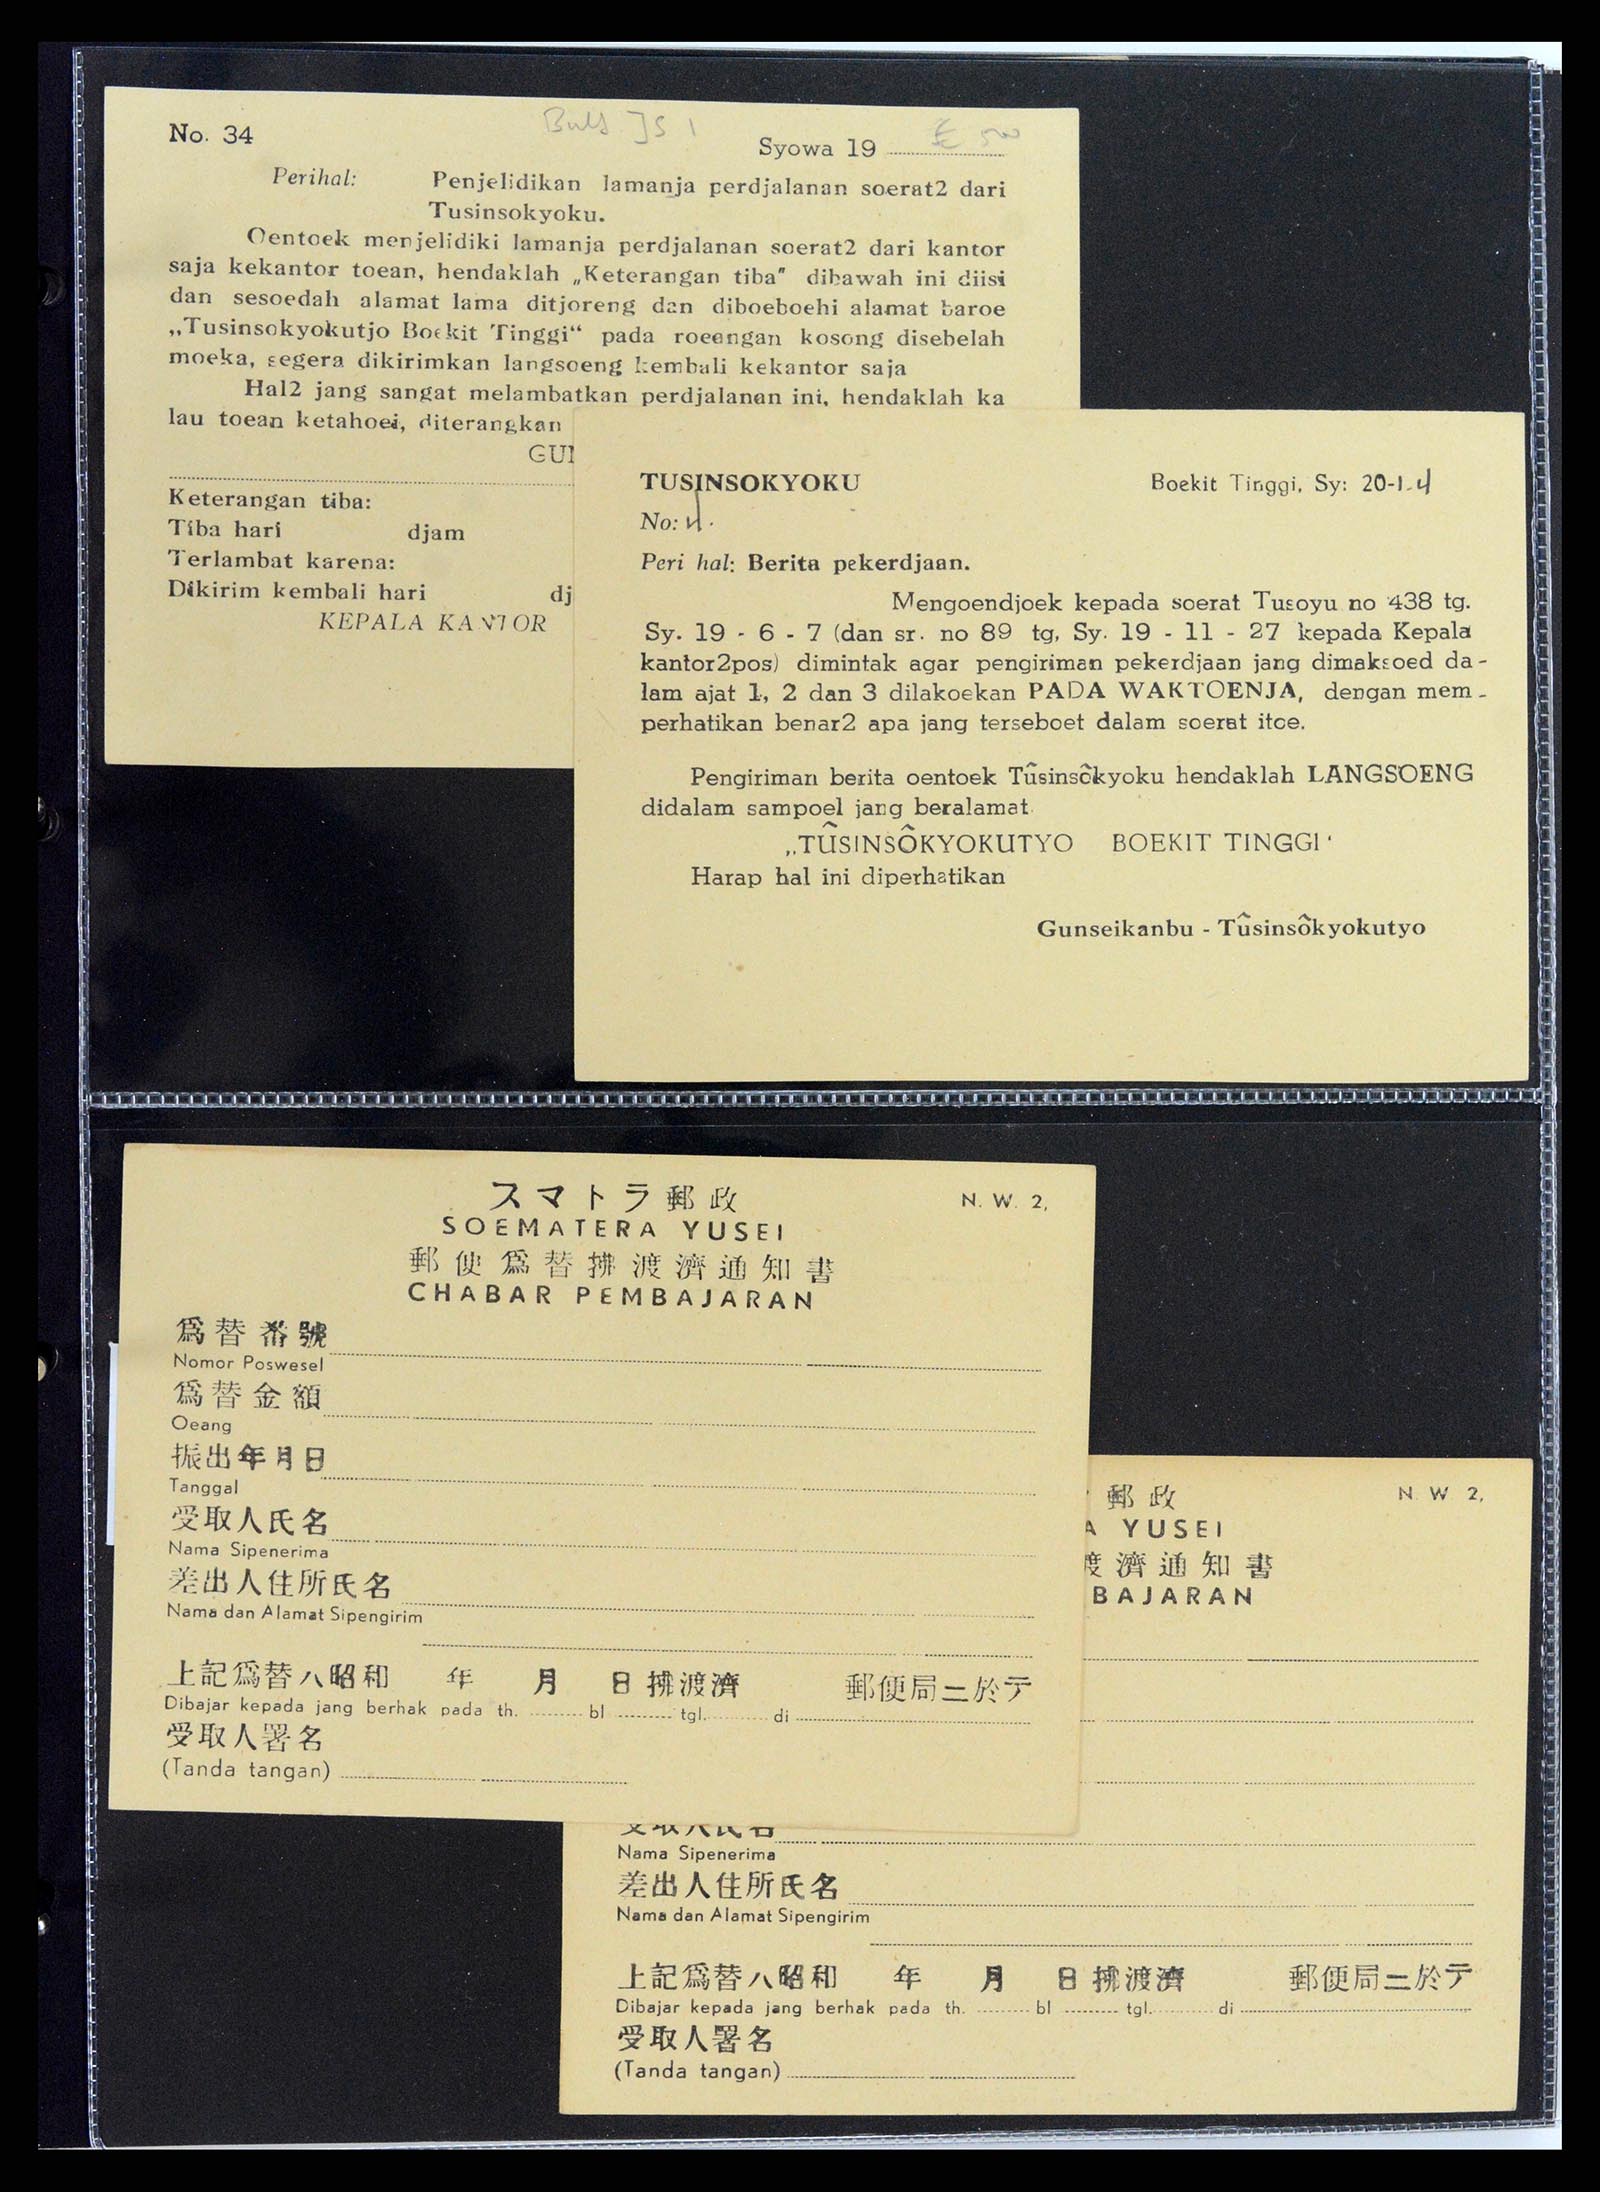 No. 34
Syowa 19
Perihal: Penjelidikan lamanja perdjalanan soerat2 dari
Tusinsokyoku.
Oentoek menjelidiki lamanja perdjalanan soerat2 dari kantor
saja kekantor toean, hendaklah „Keterangan tiba" dibawah ini diisi
dan sesoedah alamat lama ditjoreng dan diboeboehi alamat baroe
„Tusinsokyokutjo Boekit Tinggi“ pada roeangan kosong disebelah
moeka, segera dikirimkan langsoeng kembali kekantor saja
Hal2 jang sangat melambatkan perdjalanan ini, hendaklah ka
lau toean ketahoei, diterangkan
GUN
Keterangan tiba:
Tiba hari djam
Terlambat karena:
Dikirim kembali hari dj
KEPALA KANTOR
TUSINSOKYOKU
Boekit Tinggi, Sy: 20-1-4
No: 4.
Peri hal: Berita pekerdjaan.
Mengoendjoek kepada soerat Tusoyu no 438 tg.
Sy. 19 - 6 - 7 (dan sr. no 89 tg, Sy. 19 - 11 - 27 kepada Kepala
kantor2pos) dimintak agar pengiriman pekerdjaan jang dimaksoed da-
lam ajat 1, 2 dan 3 dilakoekan PADA WAKTOENJA, dengan mem-
perhatikan benar2 apa jang terseboet dalam soerat itoe.
Pengiriman berita oentoek Tûsinsôkyoku hendaklah LANGSOENG
didalam sampoel jang beralamat
„TÛSINSÔKYOKUTYO BOEKIT TINGGI‘
Harap hal ini diperhatikan
Gunseikanbu - Tûsinsôkyokutyo
スマトラ郵政
N. W. 2,
SOEMATERA YUSEI
郵便爲替拂渡濟通知書
CHABAR PEMBAJARAN
爲替番號
Nomor Poswesel
爲替金額
Oeang
振出年月日
Tanggal
受取人氏名
Nama Sipenerima
差出人住所氏名
Nama dan Alamat Sipengirim
上記爲替ハ昭和 年 月 日拂渡濟 郵便局ニ於テ
Dibajar kepada jang berhak pada th. bl tgl. di
受取人署名
(Tanda tangan)
郵政
N. W 2,
A YUSEI
渡濟通知書
BAJARAN
受取人氏名
Nama Sipenerima
差出人住所氏名
Nama dan Alamat Sipengirim
上記爲替ハ昭和 年 月 日拂渡濟 郵便局ニ於テ
Dibajar kepada jang berhak pada th. bl tgl. di
受取人署名
(Tanda tangan)